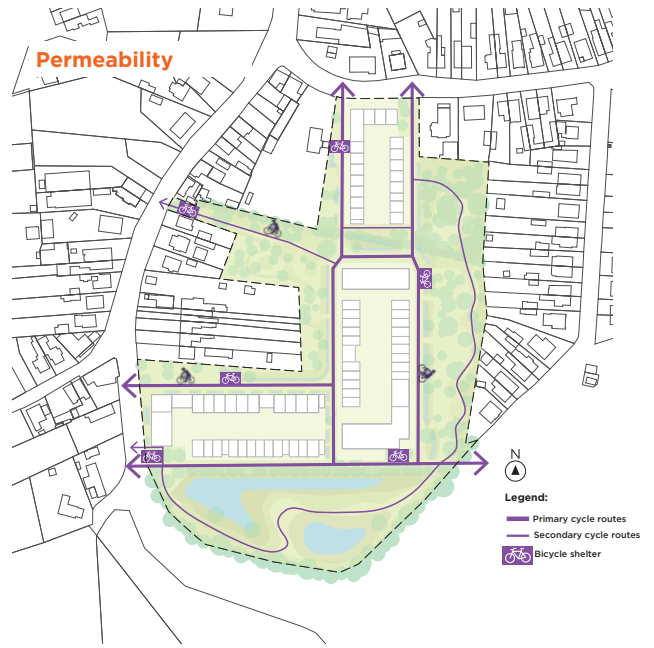 Permeability
N
Legend:
Primary cycle routes
Secondary cycle routes
Bicycle shelter